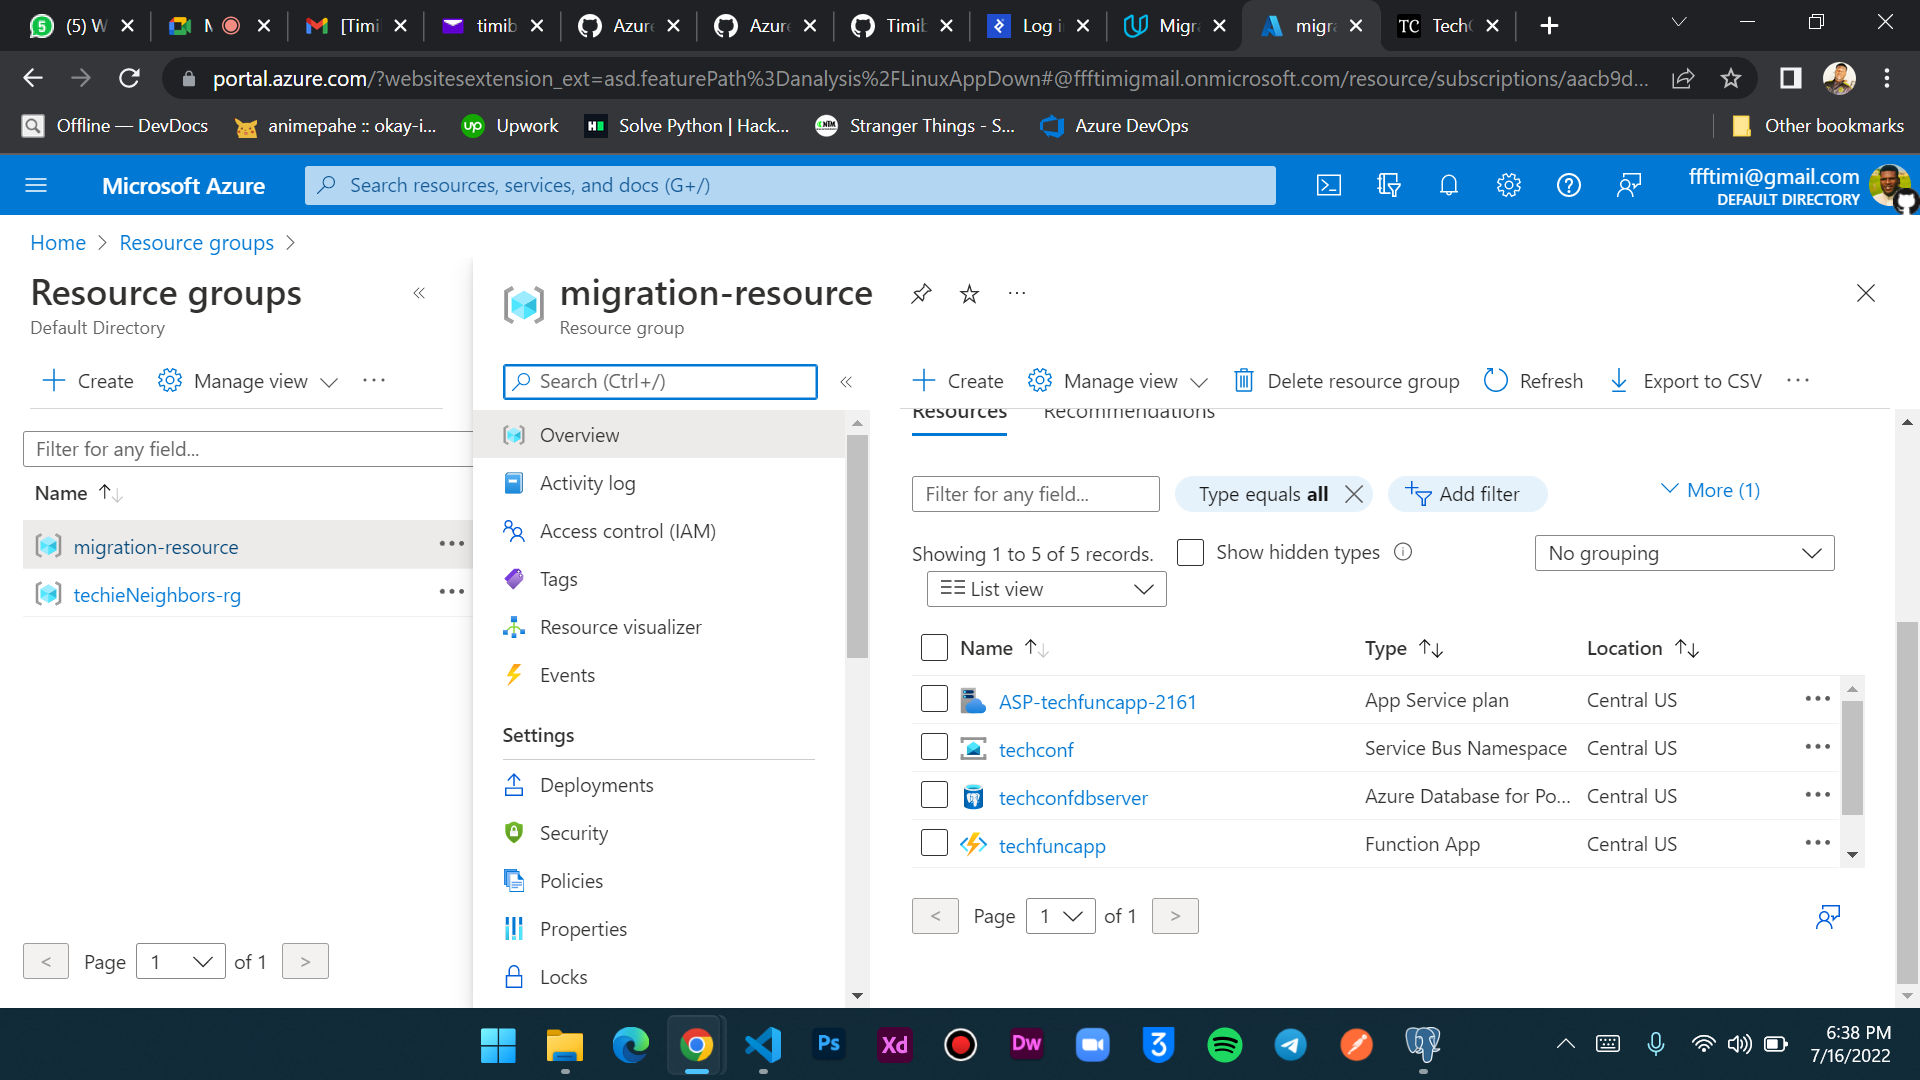 (5) W
M
[Timi
timib
Azure
Azure
Timib
Log i
Migra
migra
TC
TechC
portal.azure.com/?websitesextension_ext=asd.featurePath%3Danalysis%2FLinuxAppDown#@ffftimigmail.onmicrosoft.com/resource/subscriptions/aacb9d...
Offline — DevDocs
animepahe :: okay-i...
up
Upwork
Solve Python | Hack...
Stranger Things - S...
Azure DevOps
Other bookmarks
Microsoft Azure
Search resources, services, and docs (G+/)
ffftimi@gmail.com
DEFAULT DIRECTORY
Home > Resource groups >
Resource groups
Default Directory
Create
Manage view
Filter for any field...
Name
migration-resource
techieNeighbors-rg
< Page 1 of 1 >
migration-resource
Resource group
Search (Ctrl+/)
Overview
Activity log
Access control (IAM)
Tags
Resource visualizer
Events
Settings
Deployments
Security
Policies
Properties
Locks
Create
Manage view
Delete resource group
Refresh
Export to CSV
Resources
Recommendations
Filter for any field...
Type equals all
Add filter
More (1)
Showing 1 to 5 of 5 records.
Show hidden types
No grouping
List view
Name Type Location
ASP-techfuncapp-2161 App Service plan Central US
techconf Service Bus Namespace Central US
techconfdbserver Azure Database for Po... Central US
techfuncapp Function App Central US
< Page 1 of 1 >
Ps
Xd
Dw
3
6:38 PM
7/16/2022